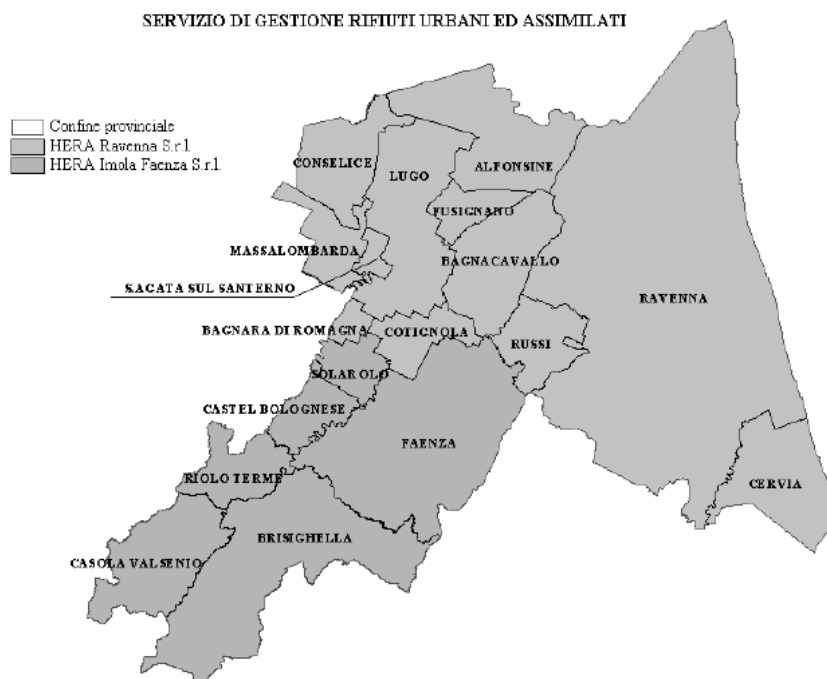 SERVIZIO DI GESTIONE RIFIUTI URBANI ED ASSIMILATI
Confine provinciale
HERA Ravenna S.r.l.
HERA Imola Faenza S.r.l.
CONSELICE
LUGO
ALFONSINE
FUSIGNANO
MASSALOMBARDA
BAGNACAVALLO
S.AGATA SUL SANTERNO
RAVENNA
BAGNARA DI ROMAGNA
COTIGNOLA
RUSSI
SOLAROLO
CASTEL BOLOGNESE
FAENZA
RIOLO TERME
CERVIA
BRISIGHELLA
CASOLA VALSENIO